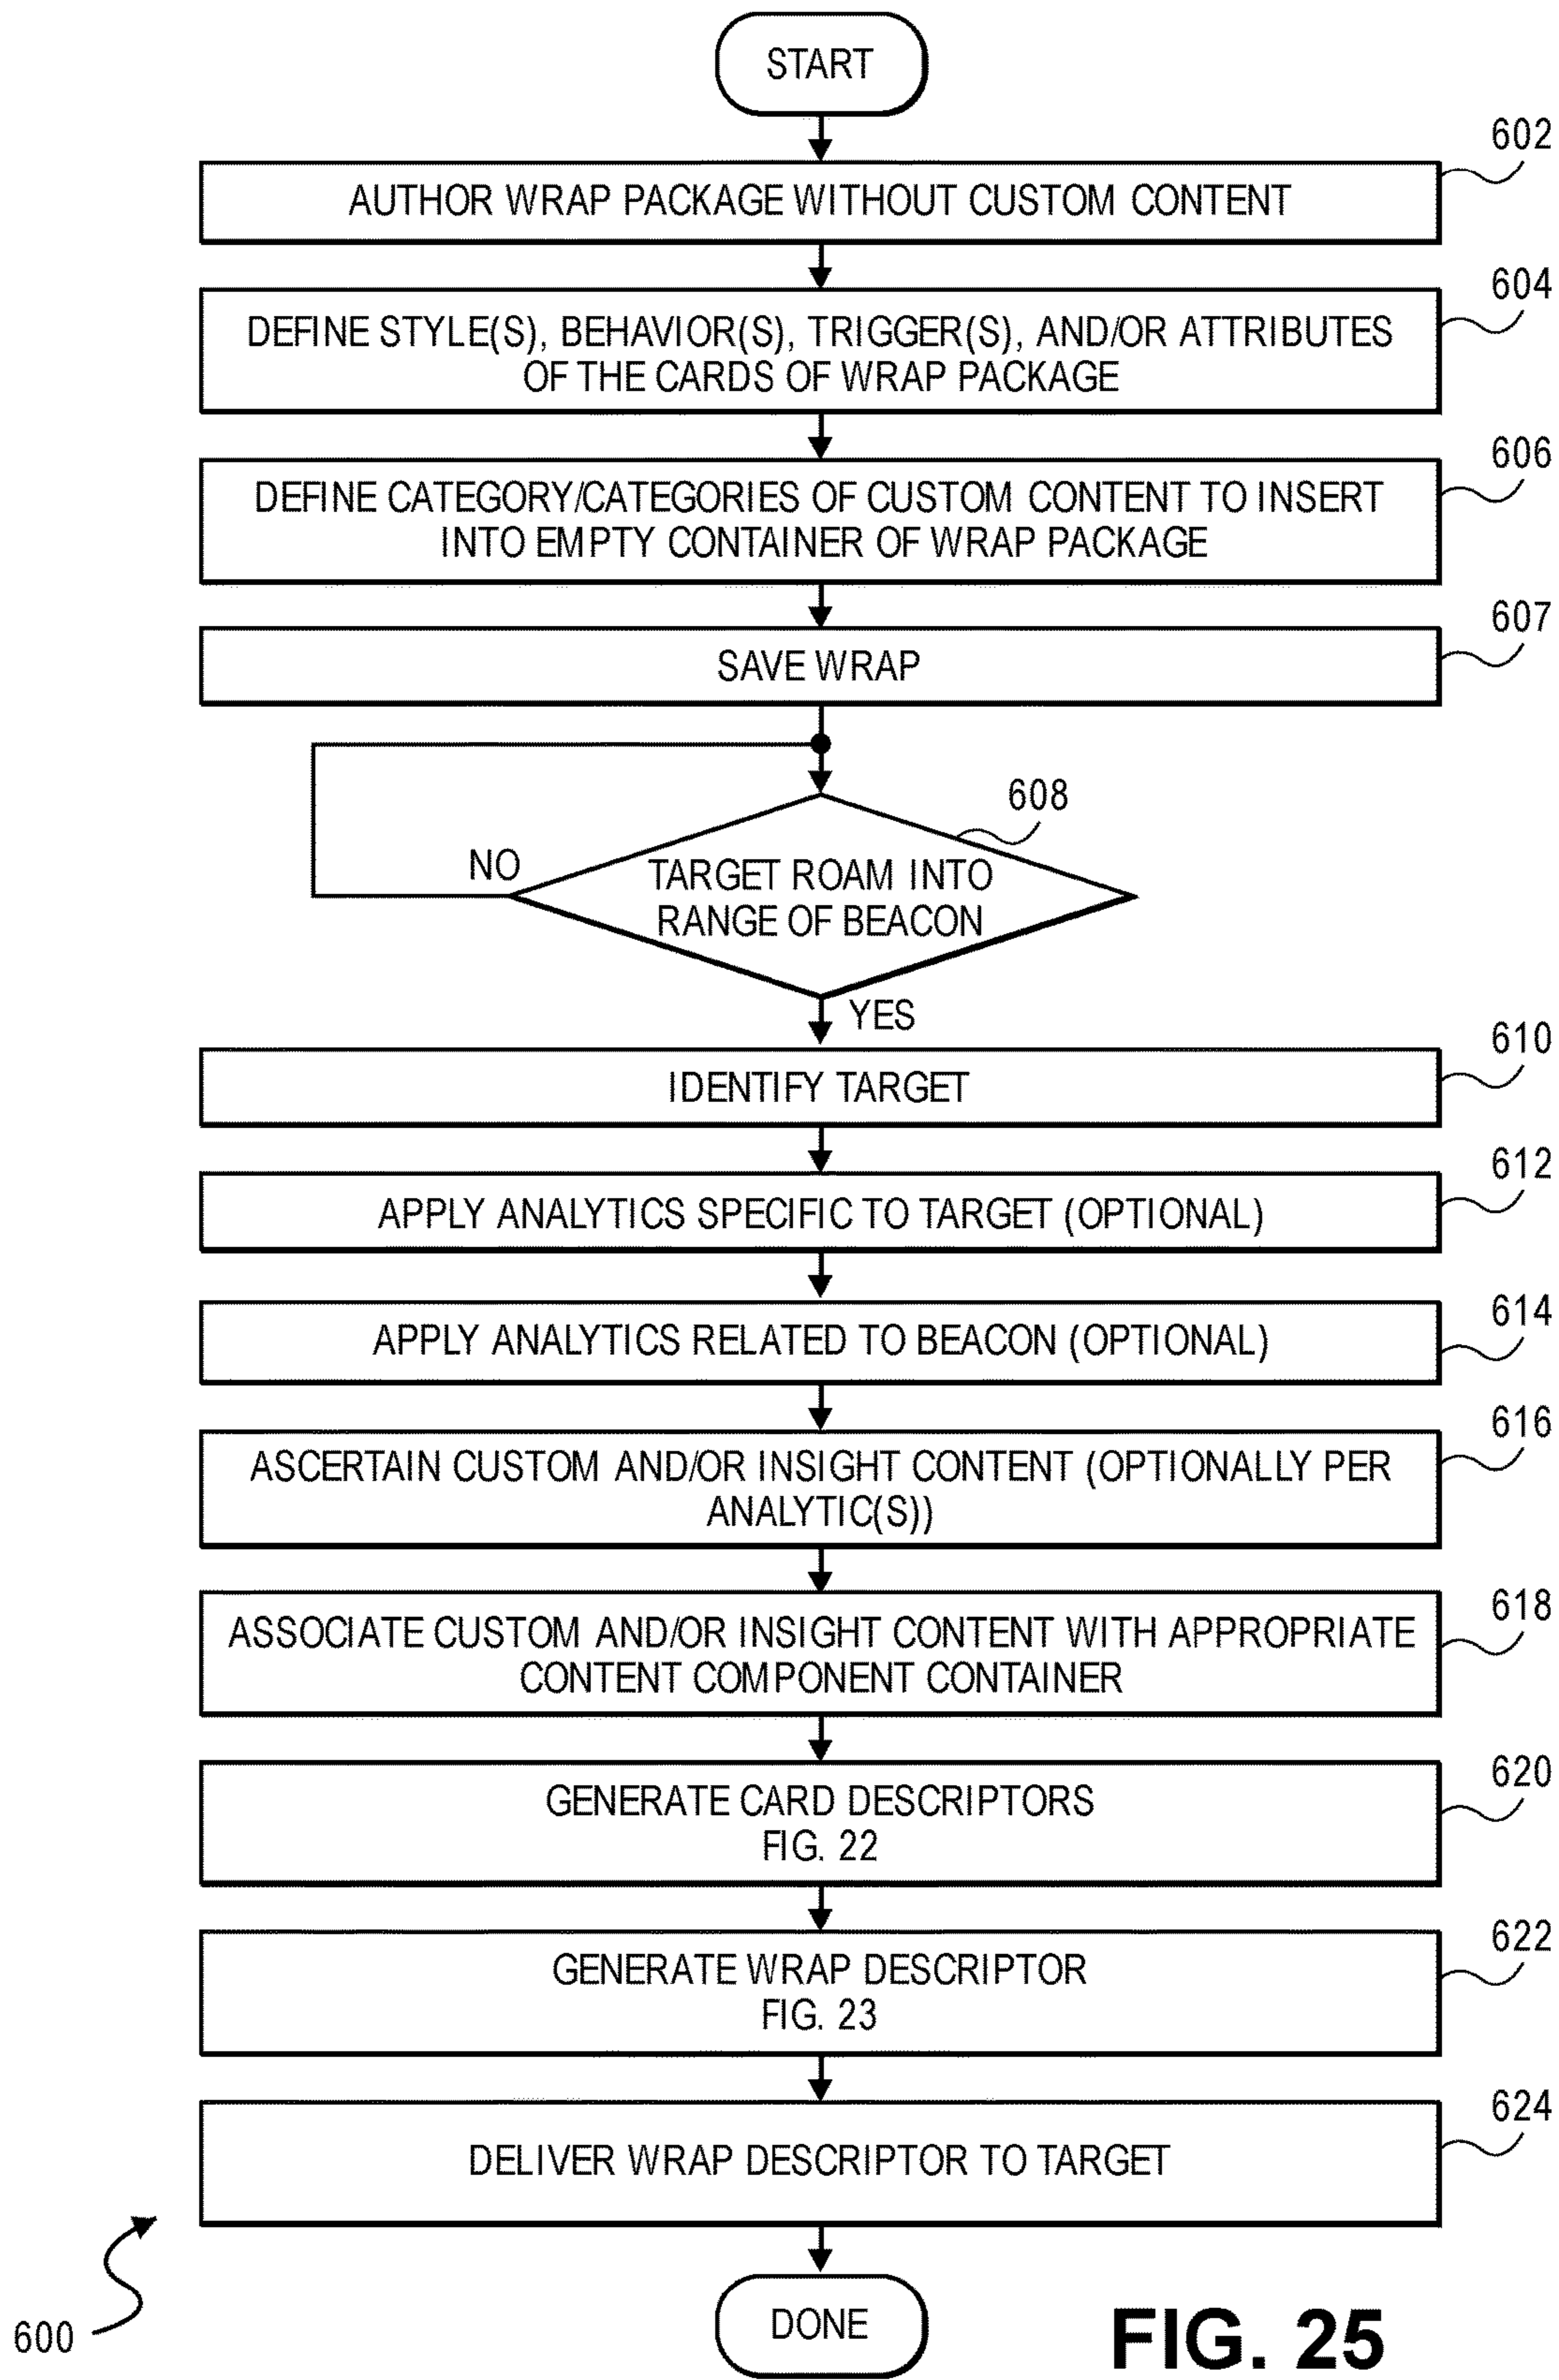 START
602
AUTHOR WRAP PACKAGE WITHOUT CUSTOM CONTENT
604
DEFINE STYLE(S), BEHAVIOR(S), TRIGGER(S), AND/OR ATTRIBUTES
OF THE CARDS OF WRAP PACKAGE
606
DEFINE CATEGORY/CATEGORIES OF CUSTOM CONTENT TO INSERT
INTO EMPTY CONTAINER OF WRAP PACKAGE
607
SAVE WRAP
608
NO
TARGET ROAM INTO
RANGE OF BEACON
YES
610
IDENTIFY TARGET
612
APPLY ANALYTICS SPECIFIC TO TARGET (OPTIONAL)
614
APPLY ANALYTICS RELATED TO BEACON (OPTIONAL)
616
ASCERTAIN CUSTOM AND/OR INSIGHT CONTENT (OPTIONALLY PER
ANALYTIC(S))
618
ASSOCIATE CUSTOM AND/OR INSIGHT CONTENT WITH APPROPRIATE
CONTENT COMPONENT CONTAINER
620
GENERATE CARD DESCRIPTORS
FIG. 22
622
GENERATE WRAP DESCRIPTOR
FIG. 23
624
DELIVER WRAP DESCRIPTOR TO TARGET
600
DONE
FIG. 25